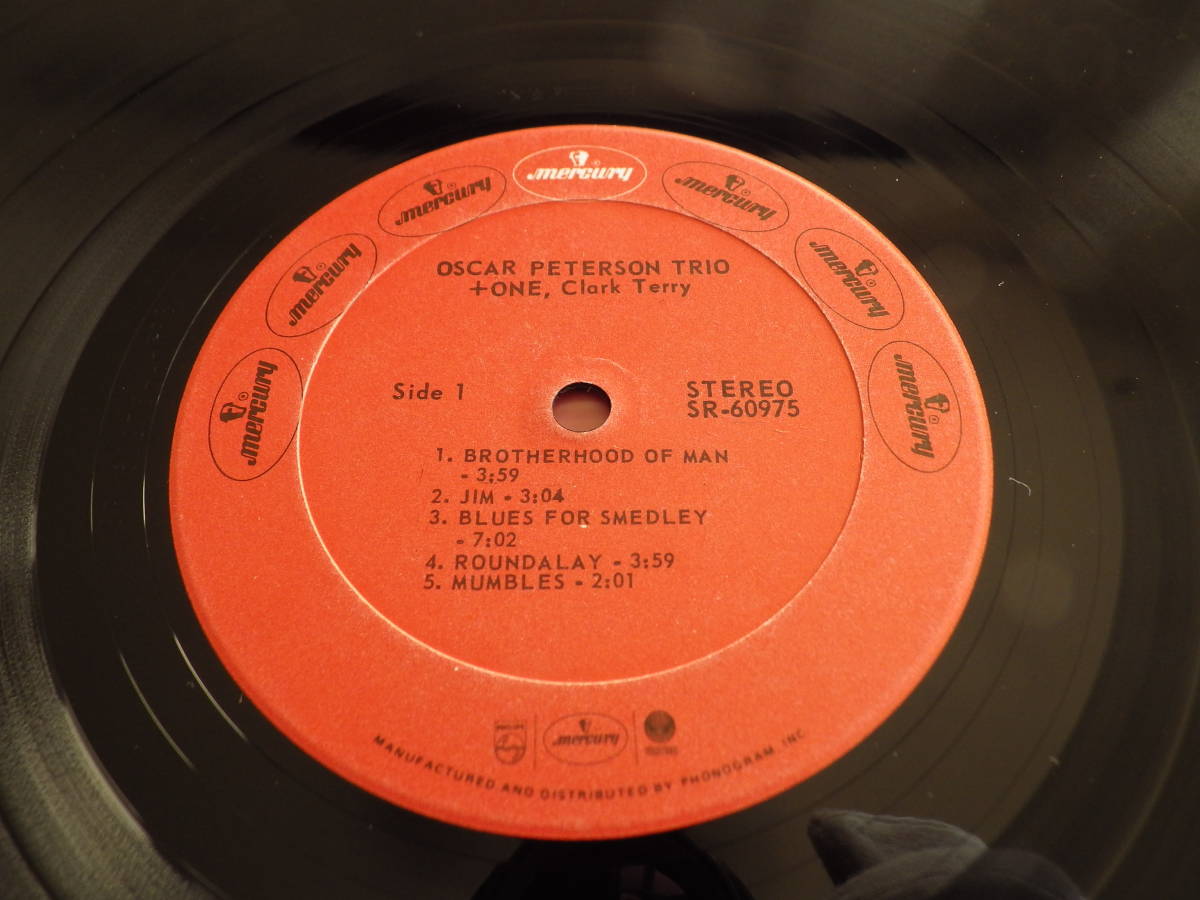 mercury
mercury
mercury
mercury
mercury
mercury
mercury
OSCAR PETERSON TRIO
+ONE, Clark Terry
Side 1
STEREO
SR-60975
1. BROTHERHOOD OF MAN
- 3:59
2. JIM - 3:04
3. BLUES FOR SMEDLEY
- 7:02
4. ROUNDALAY - 3:59
5. MUMBLES - 2:01
PHILIPS
mercury
MANUFACTURED AND DISTRIBUTED BY PHONOGRAM, INC.